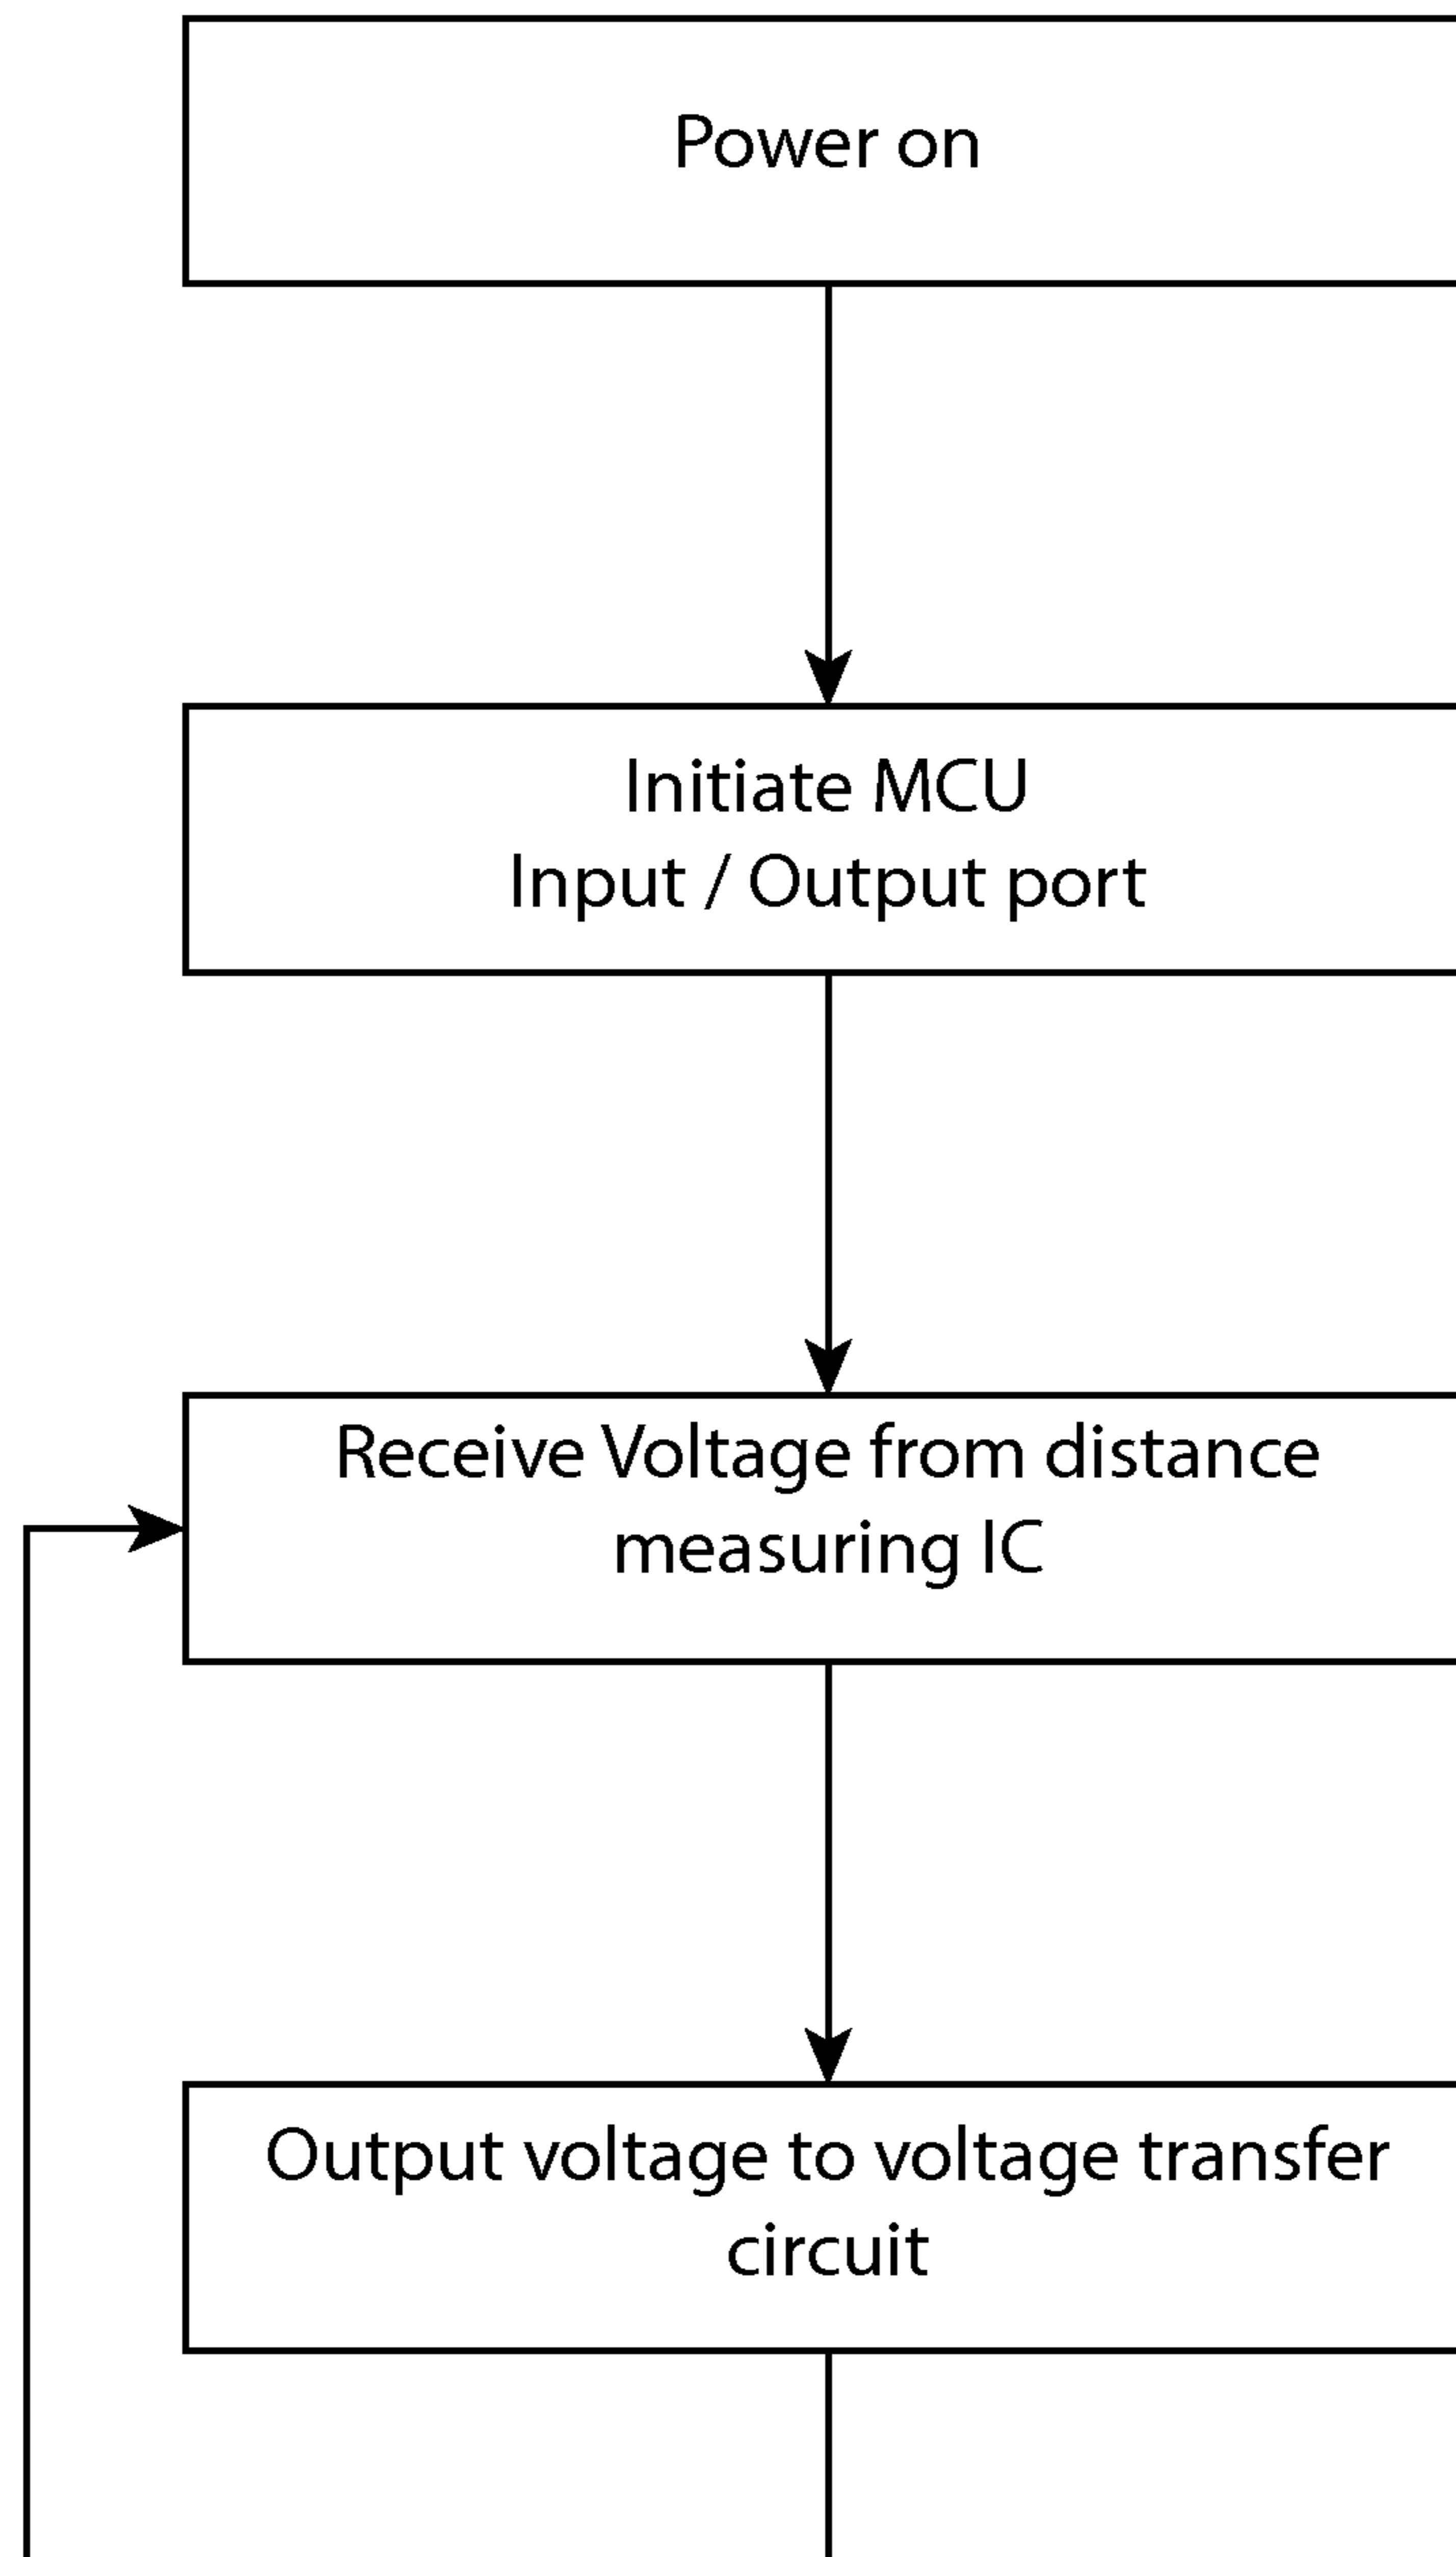 Power on
Initiate MCU
Input / Output port
Receive Voltage from distance
measuring IC
Output voltage to voltage transfer
circuit